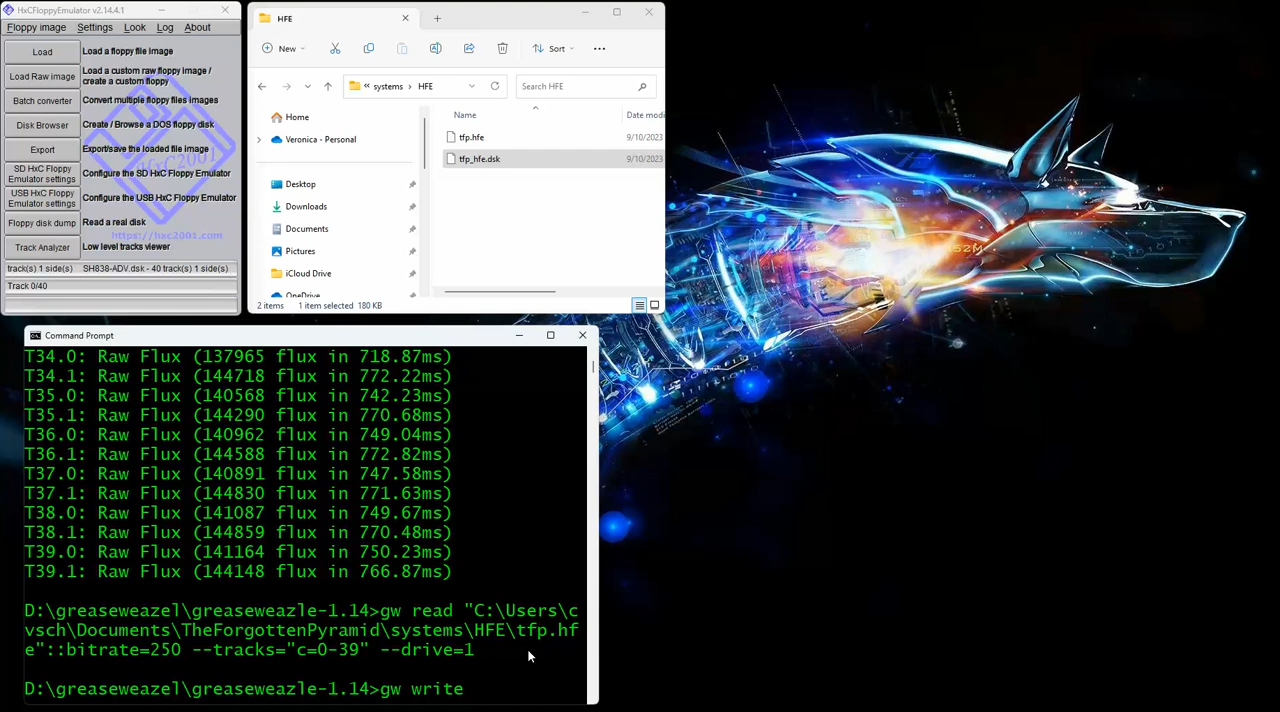 HxCFloppyEmulator v2.14.4.1
Floppy image Settings Look Log About
Load Load a floppy file image
Load Raw image Load a custom raw floppy image / create a custom floppy
Batch converter Convert multiple floppy files images
Disk Browser Create / Browse a DOS floppy disk
Export Export/save the loaded file image
SD HxC Floppy Emulator settings Configure the SD HxC Floppy Emulator
USB HxC Floppy Emulator settings Configure the USB HxC Floppy Emulator
Floppy disk dump Read a real disk
HxC2001
https://hxc2001.com
Track Analyzer Low level tracks viewer
track(s) 1 side(s) SH838-ADV.dsk - 40 track(s) 1 side(s)
Track 0/40
HFE
New Sort
systems HFE Search HFE
Home
Veronica - Personal
Desktop
Downloads
Documents
Pictures
iCloud Drive
OneDrive
Name Date mod
tfp.hfe 9/10/2023
tfp_hfe.dsk 9/10/2023
2 items 1 item selected 180 KB
Command Prompt
T34.0: Raw Flux (137965 flux in 718.87ms)
T34.1: Raw Flux (144718 flux in 772.22ms)
T35.0: Raw Flux (140568 flux in 742.23ms)
T35.1: Raw Flux (144290 flux in 770.68ms)
T36.0: Raw Flux (140962 flux in 749.04ms)
T36.1: Raw Flux (144588 flux in 772.82ms)
T37.0: Raw Flux (140891 flux in 747.58ms)
T37.1: Raw Flux (144830 flux in 771.63ms)
T38.0: Raw Flux (141087 flux in 749.67ms)
T38.1: Raw Flux (144859 flux in 770.48ms)
T39.0: Raw Flux (141164 flux in 750.23ms)
T39.1: Raw Flux (144148 flux in 766.87ms)
D:\greaseweazel\greaseweazle-1.14>gw read "C:\Users\c
vsch\Documents\TheForgottenPyramid\systems\HFE\tfp.hf
e"::bitrate=250 --tracks="c=0-39" --drive=1
D:\greaseweazel\greaseweazle-1.14>gw write